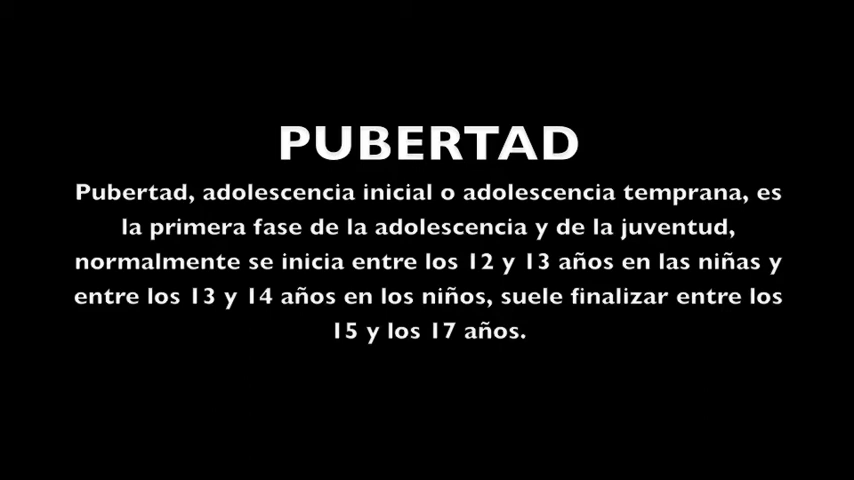 PUBERTAD
Pubertad, adolescencia inicial o adolescencia temprana, es
la primera fase de la adolescencia y de la juventud,
normalmente se inicia entre los 12 y 13 años en las niñas y
entre los 13 y 14 años en los niños, suele finalizar entre los
15 y los 17 años.